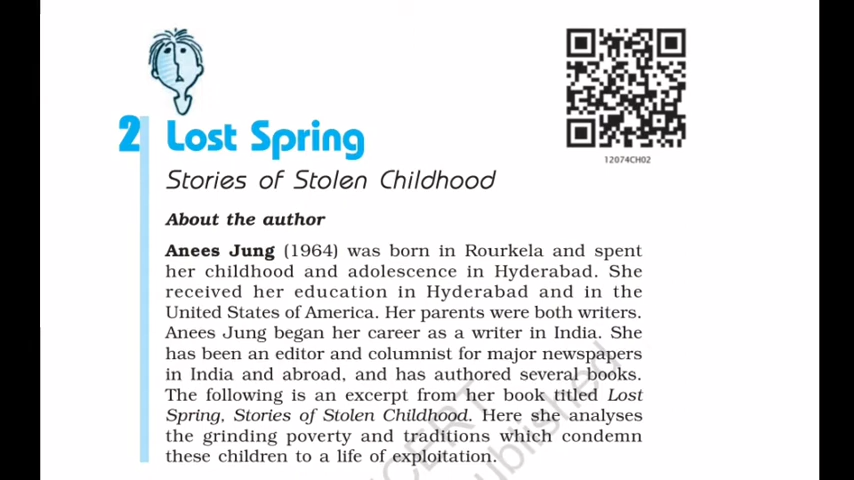 12074CH02
2 Lost Spring
Stories of Stolen Childhood
About the author
Anees Jung (1964) was born in Rourkela and spent
her childhood and adolescence in Hyderabad. She
received her education in Hyderabad and in the
United States of America. Her parents were both writers.
Anees Jung began her career as a writer in India. She
has been an editor and columnist for major newspapers
in India and abroad, and has authored several books.
The following is an excerpt from her book titled Lost
Spring, Stories of Stolen Childhood. Here she analyses
the grinding poverty and traditions which condemn
these children to a life of exploitation.